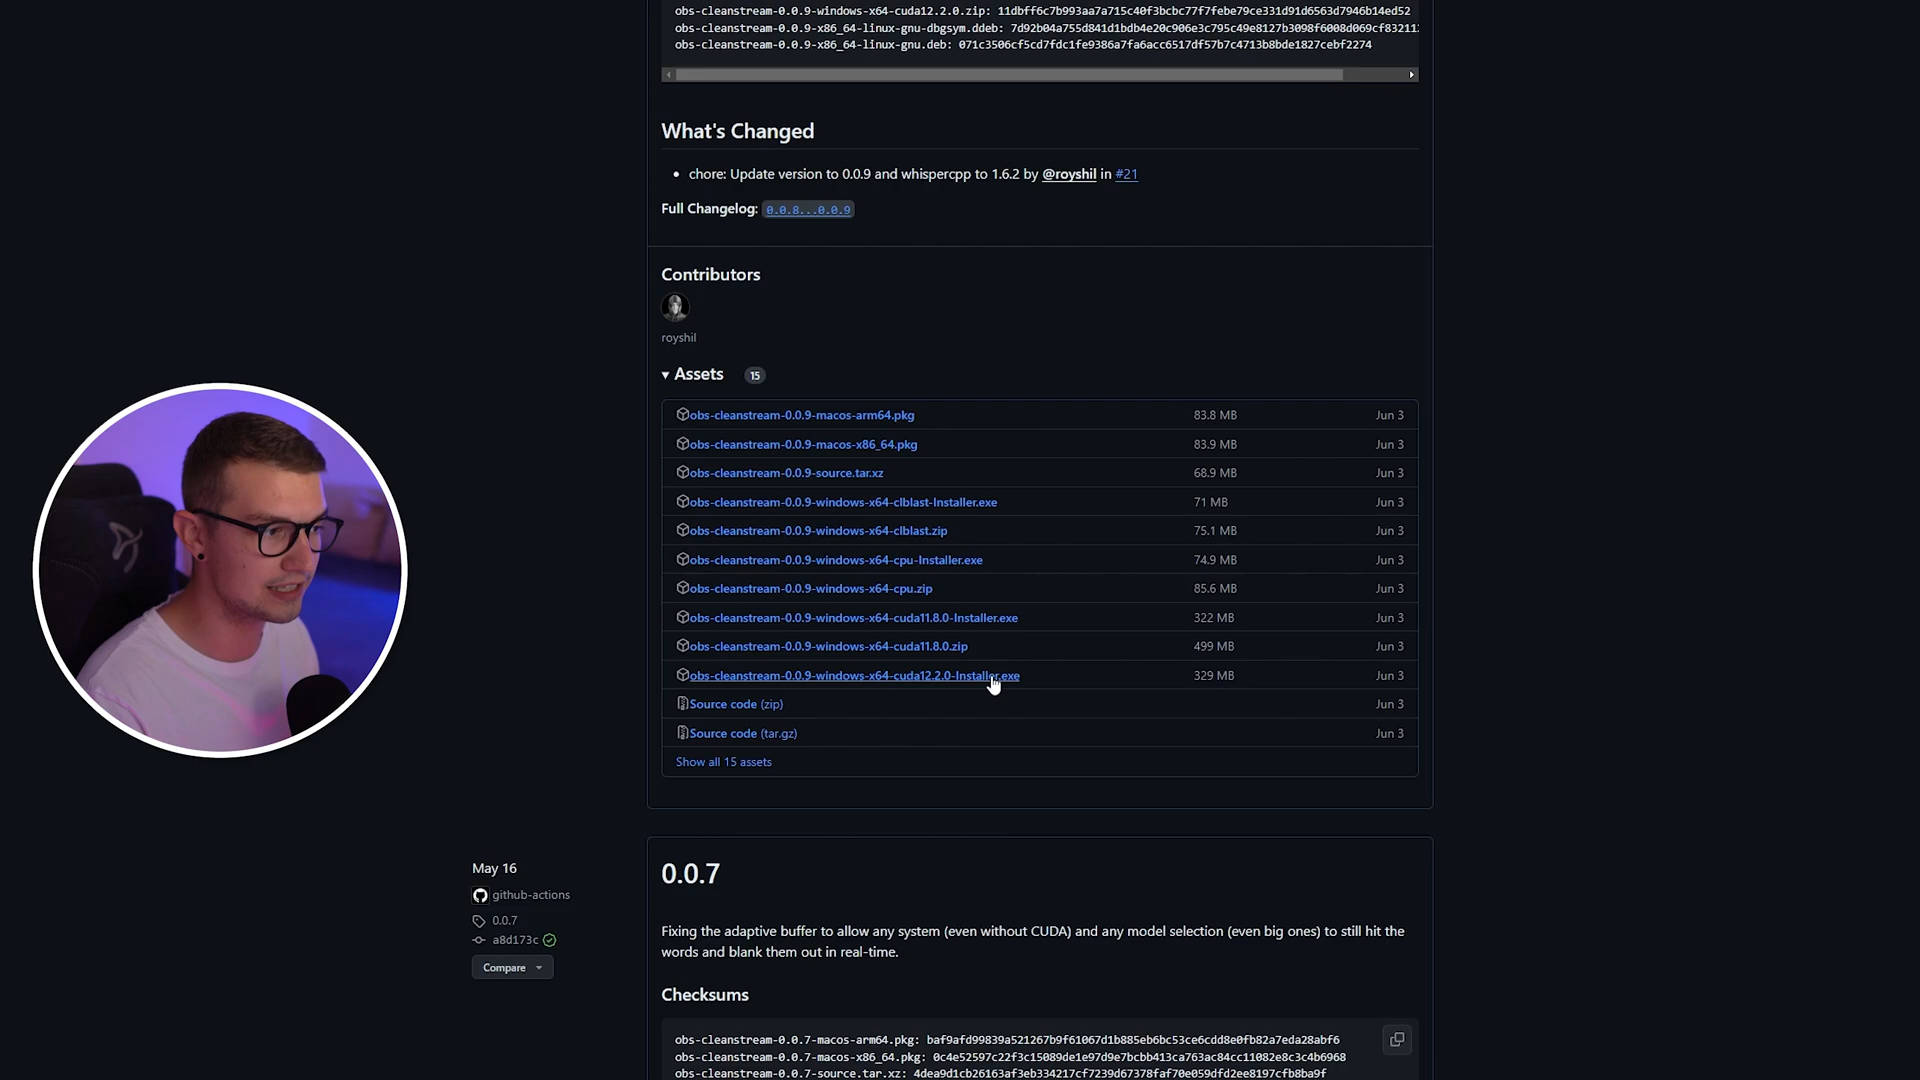 obs-cleanstream-0.0.9-windows-x64-cuda12.2.0.zip: 11dbff6c7b993aa7a715c40f3bcbc77f7febe79ce331d91d6563d7946b14ed52
obs-cleanstream-0.0.9-x86_64-linux-gnu-dbgsym.ddeb: 7d92b04a755d841d1bdb4e20c906e3c795c49e8127b3098f6008d069cf83211
obs-cleanstream-0.0.9-x86_64-linux-gnu.deb: 071c3506cf5cd7fdc1fe9386a7fa6acc6517df57b7c4713b8bde1827cebf2274
What's Changed
chore: Update version to 0.0.9 and whispercpp to 1.6.2 by @royshil in #21
Full Changelog: 0.0.8...0.0.9
Contributors
royshil
Assets 15
obs-cleanstream-0.0.9-macos-arm64.pkg 83.8 MB Jun 3
obs-cleanstream-0.0.9-macos-x86_64.pkg 83.9 MB Jun 3
obs-cleanstream-0.0.9-source.tar.xz 68.9 MB Jun 3
obs-cleanstream-0.0.9-windows-x64-clblast-Installer.exe 71 MB Jun 3
obs-cleanstream-0.0.9-windows-x64-clblast.zip 75.1 MB Jun 3
obs-cleanstream-0.0.9-windows-x64-cpu-Installer.exe 74.9 MB Jun 3
obs-cleanstream-0.0.9-windows-x64-cpu.zip 85.6 MB Jun 3
obs-cleanstream-0.0.9-windows-x64-cuda11.8.0-Installer.exe 322 MB Jun 3
obs-cleanstream-0.0.9-windows-x64-cuda11.8.0.zip 499 MB Jun 3
obs-cleanstream-0.0.9-windows-x64-cuda12.2.0-Installer.exe 329 MB Jun 3
Source code (zip) Jun 3
Source code (tar.gz) Jun 3
Show all 15 assets
May 16
github-actions
0.0.7
a8d173c
Compare
0.0.7
Fixing the adaptive buffer to allow any system (even without CUDA) and any model selection (even big ones) to still hit the
words and blank them out in real-time.
Checksums
obs-cleanstream-0.0.7-macos-arm64.pkg: baf9afd99839a521267b9f61067d1b885eb6bc53ce6cdd8e0fb82a7eda28abf6
obs-cleanstream-0.0.7-macos-x86_64.pkg: 0c4e52597c22f3c15089de1e97d9e7bcbb413ca763ac84cc11082e8c3c4b6968
obs-cleanstream-0.0.7-source.tar.xz: 4dea9d1cb26163af3eb334217cf7239d67378faf70e059dfd2ee8197cfb8ba9f